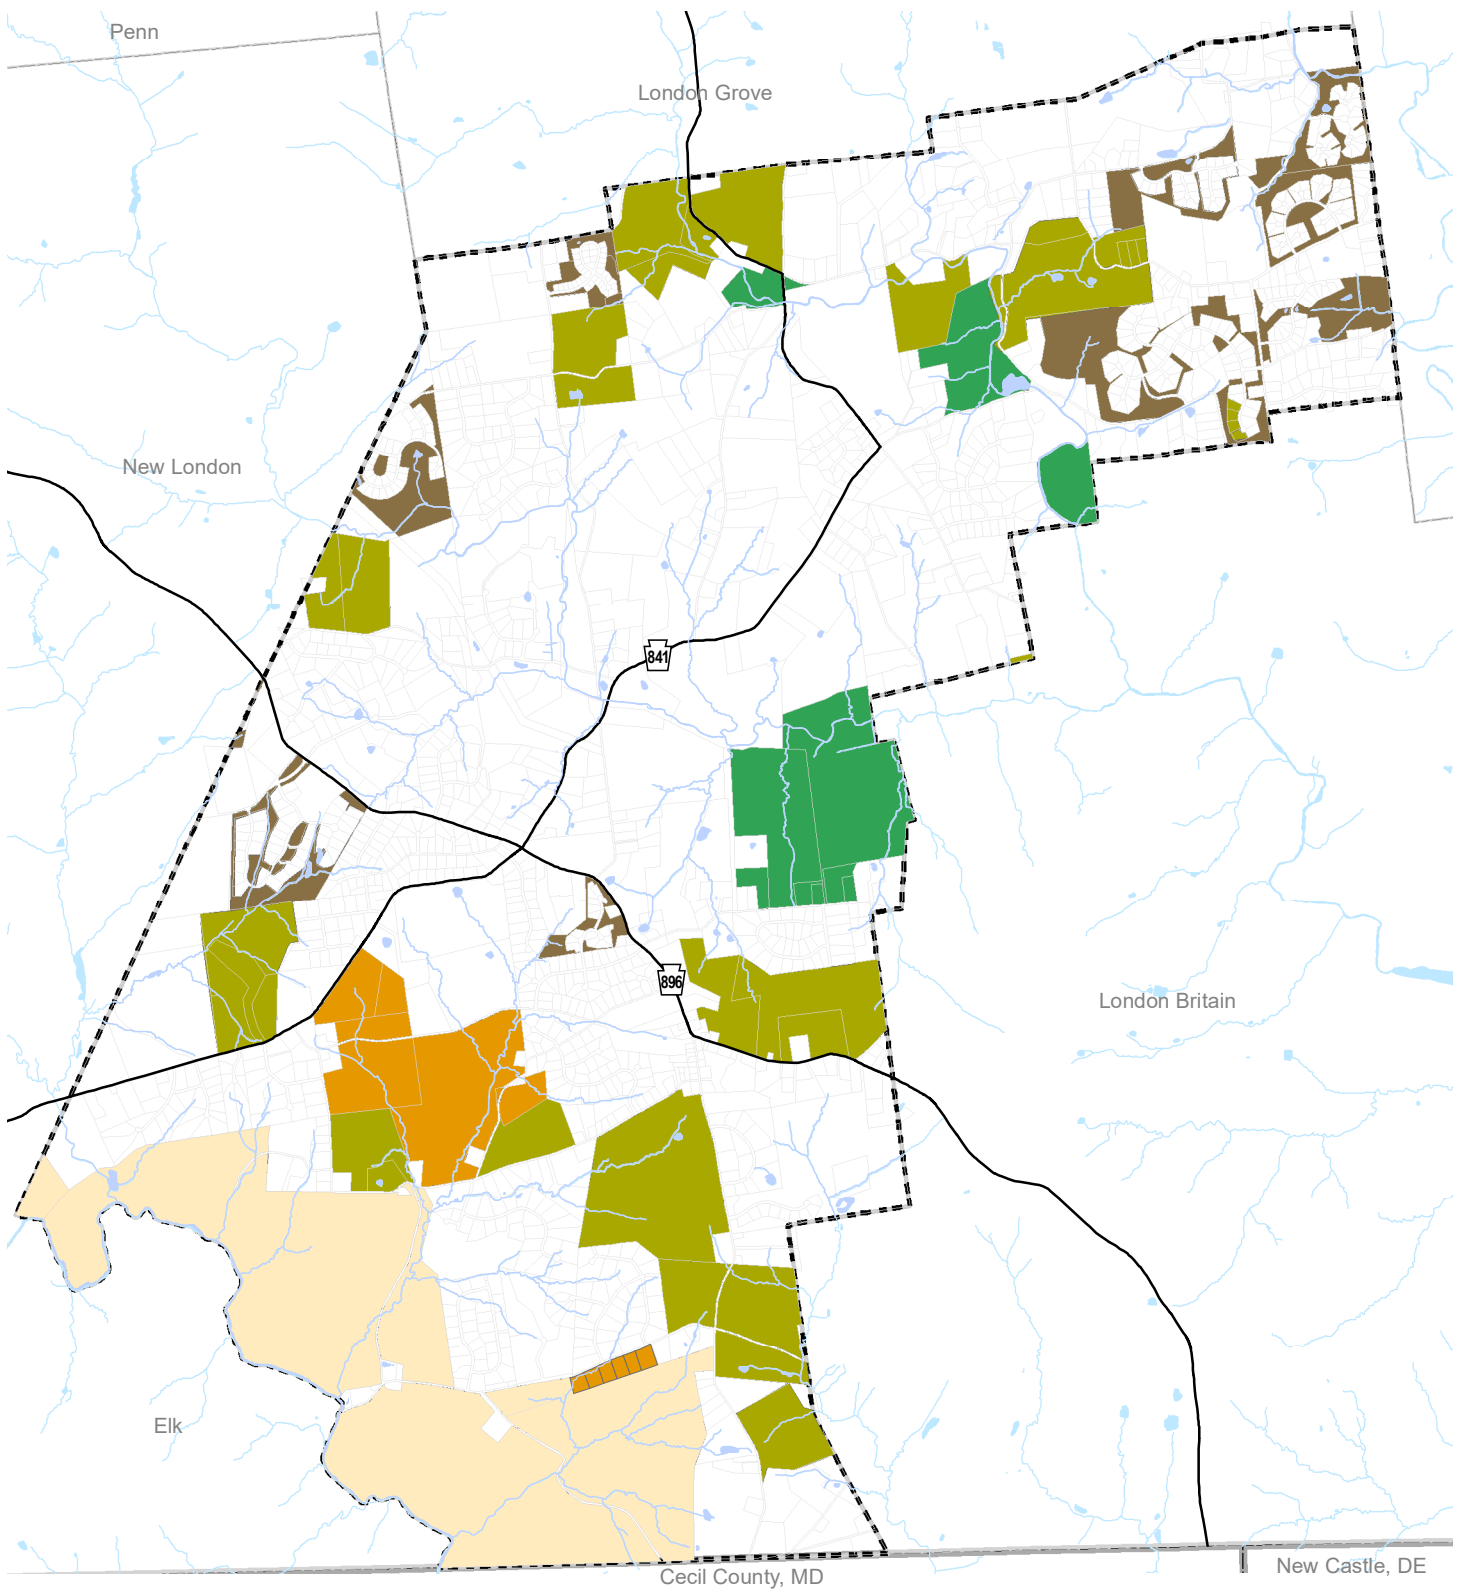 Penn
London Grove
New London
841
896
London Britain
Elk
New Castle, DE
Cecil County, MD